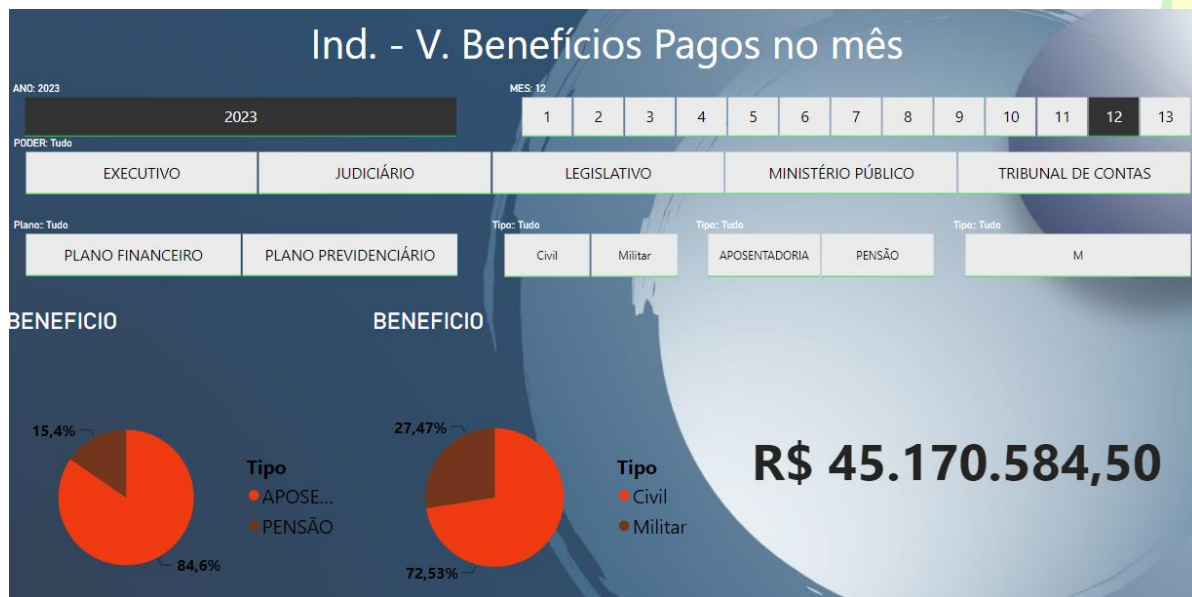 Ind. - V. Benefícios Pagos no mês
ANO: 2023
MES: 12
2023
1 2 3 4 5 6 7 8 9 10 11 12 13
PODER: Tudo
EXECUTIVO JUDICIÁRIO LEGISLATIVO MINISTÉRIO PÚBLICO TRIBUNAL DE CONTAS
Plano:: Tudo Tipo:: Tudo Tipo:: Tudo Tipo:: Tudo
PLANO FINANCEIRO PLANO PREVIDENCIÁRIO Civil Militar APOSENTADORIA PENSÃO M
BENEFICIO BENEFICIO
15,4%
84,6%
Tipo
APOSE...
PENSÃO
27,47%
72,53%
Tipo
Civil
Militar
R$ 45.170.584,50